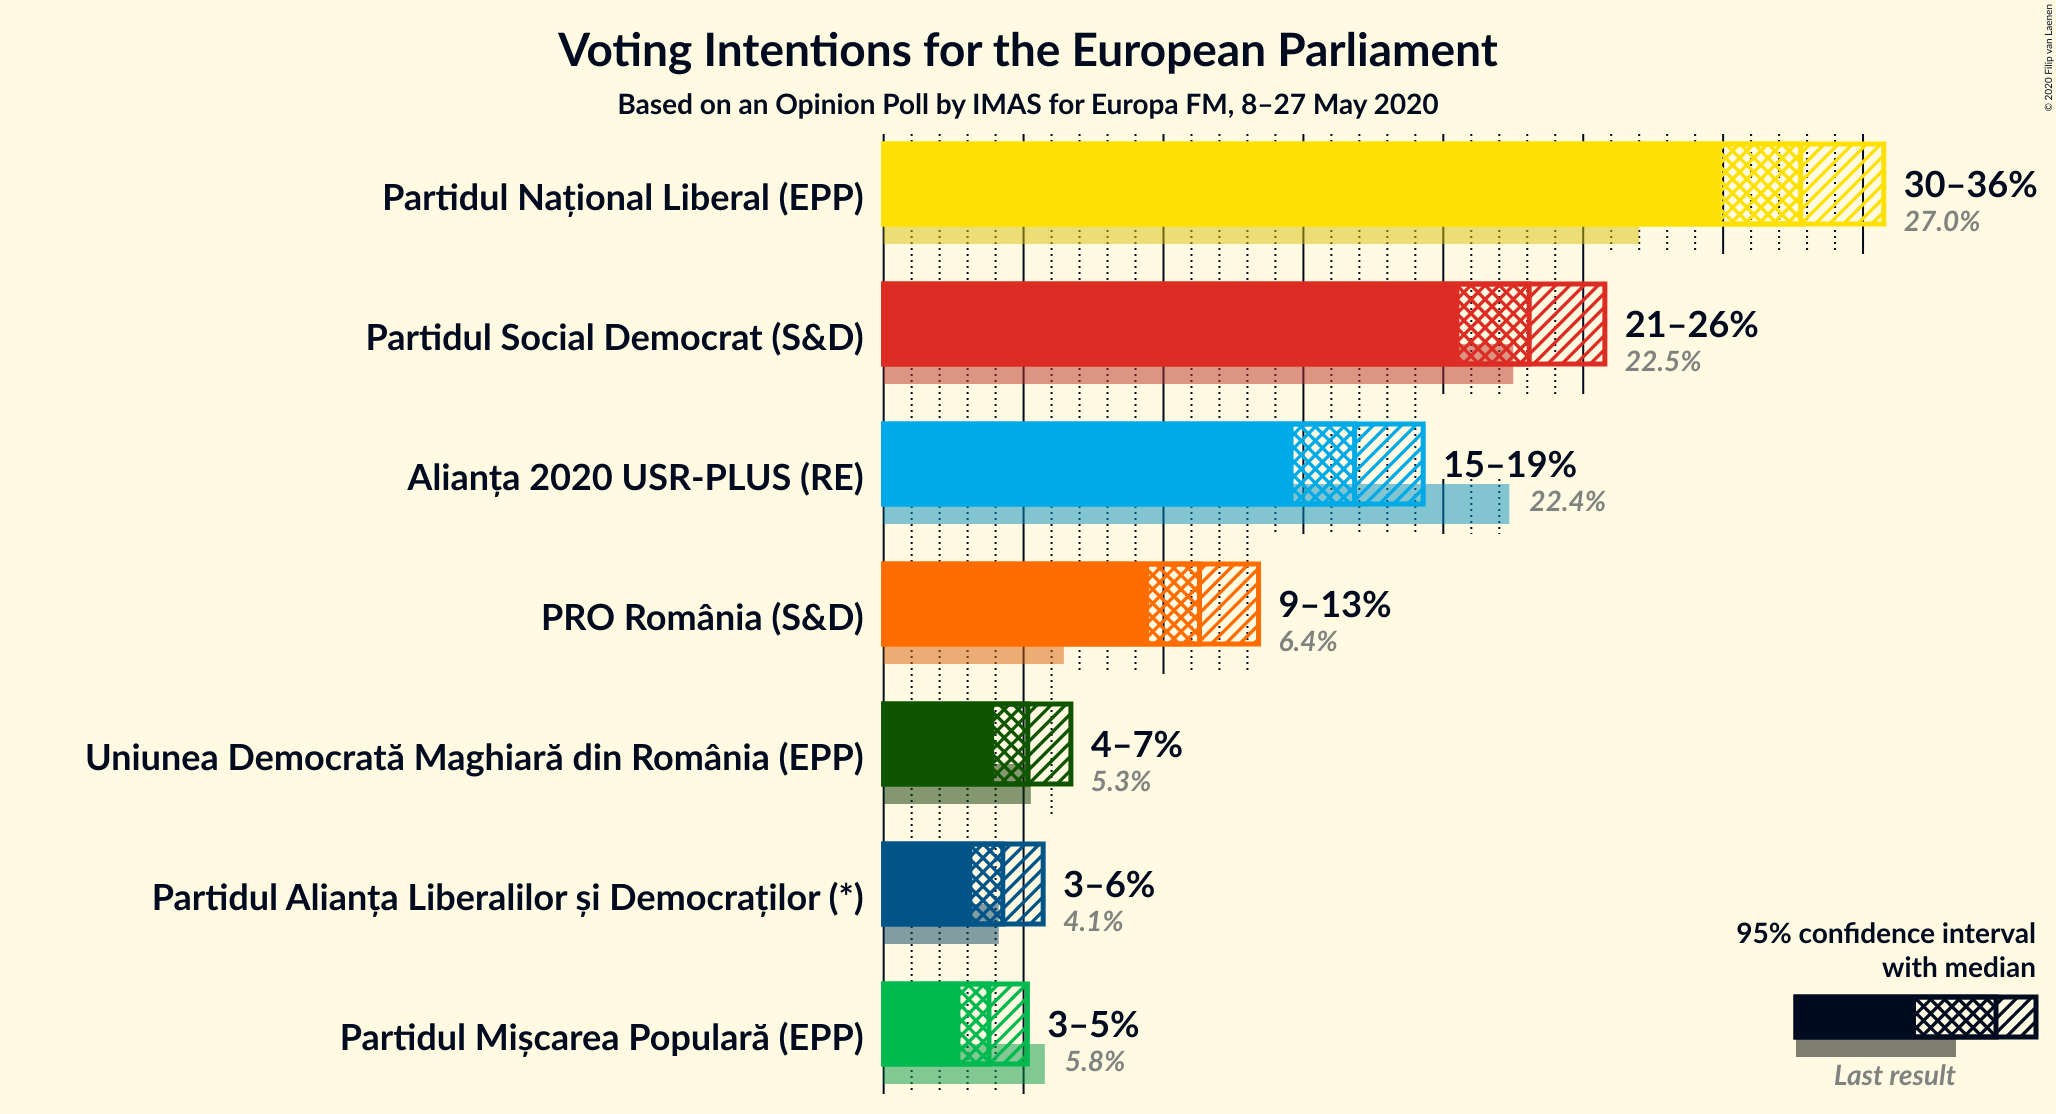 Voting Intentions for the European Parliament
Based on an Opinion Poll by IMAS for Europa FM, 8–27 May 2020
© 2020 Filip van Laenen
Partidul Național Liberal (EPP)
30–36%
27.0%
Partidul Social Democrat (S&D)
21–26%
22.5%
Alianța 2020 USR-PLUS (RE)
15–19%
22.4%
PRO România (S&D)
9–13%
6.4%
Uniunea Democrată Maghiară din România (EPP)
4–7%
5.3%
Partidul Alianța Liberalilor și Democraților (*)
3–6%
4.1%
Partidul Mișcarea Populară (EPP)
3–5%
5.8%
95% confidence interval
with median
Last result